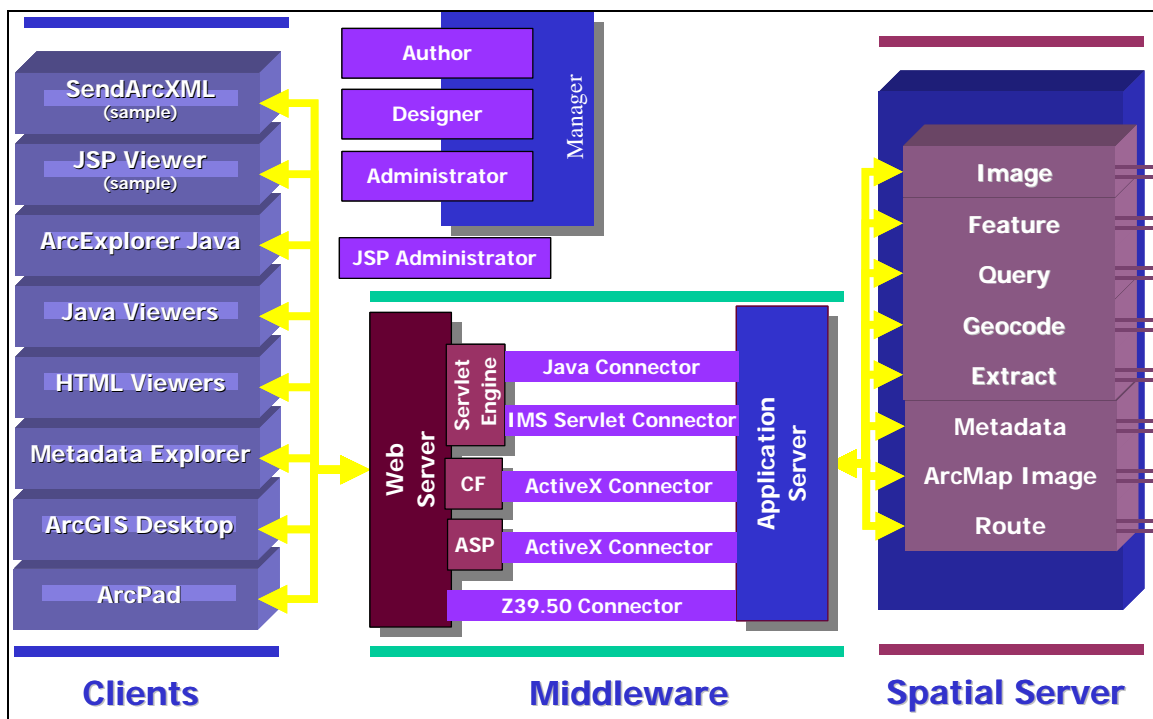 SendArcXML
(sample)
JSP Viewer
(sample)
ArcExplorer Java
Java Viewers
HTML Viewers
Metadata Explorer
ArcGIS Desktop
ArcPad
Clients
Author
Designer
Administrator
Manager
JSP Administrator
Web
Server
Servlet
Engine
CF
ASP
Java Connector
IMS Servlet Connector
ActiveX Connector
ActiveX Connector
Z39.50 Connector
Application
Server
Middleware
Image
Feature
Query
Geocode
Extract
Metadata
ArcMap Image
Route
Spatial Server